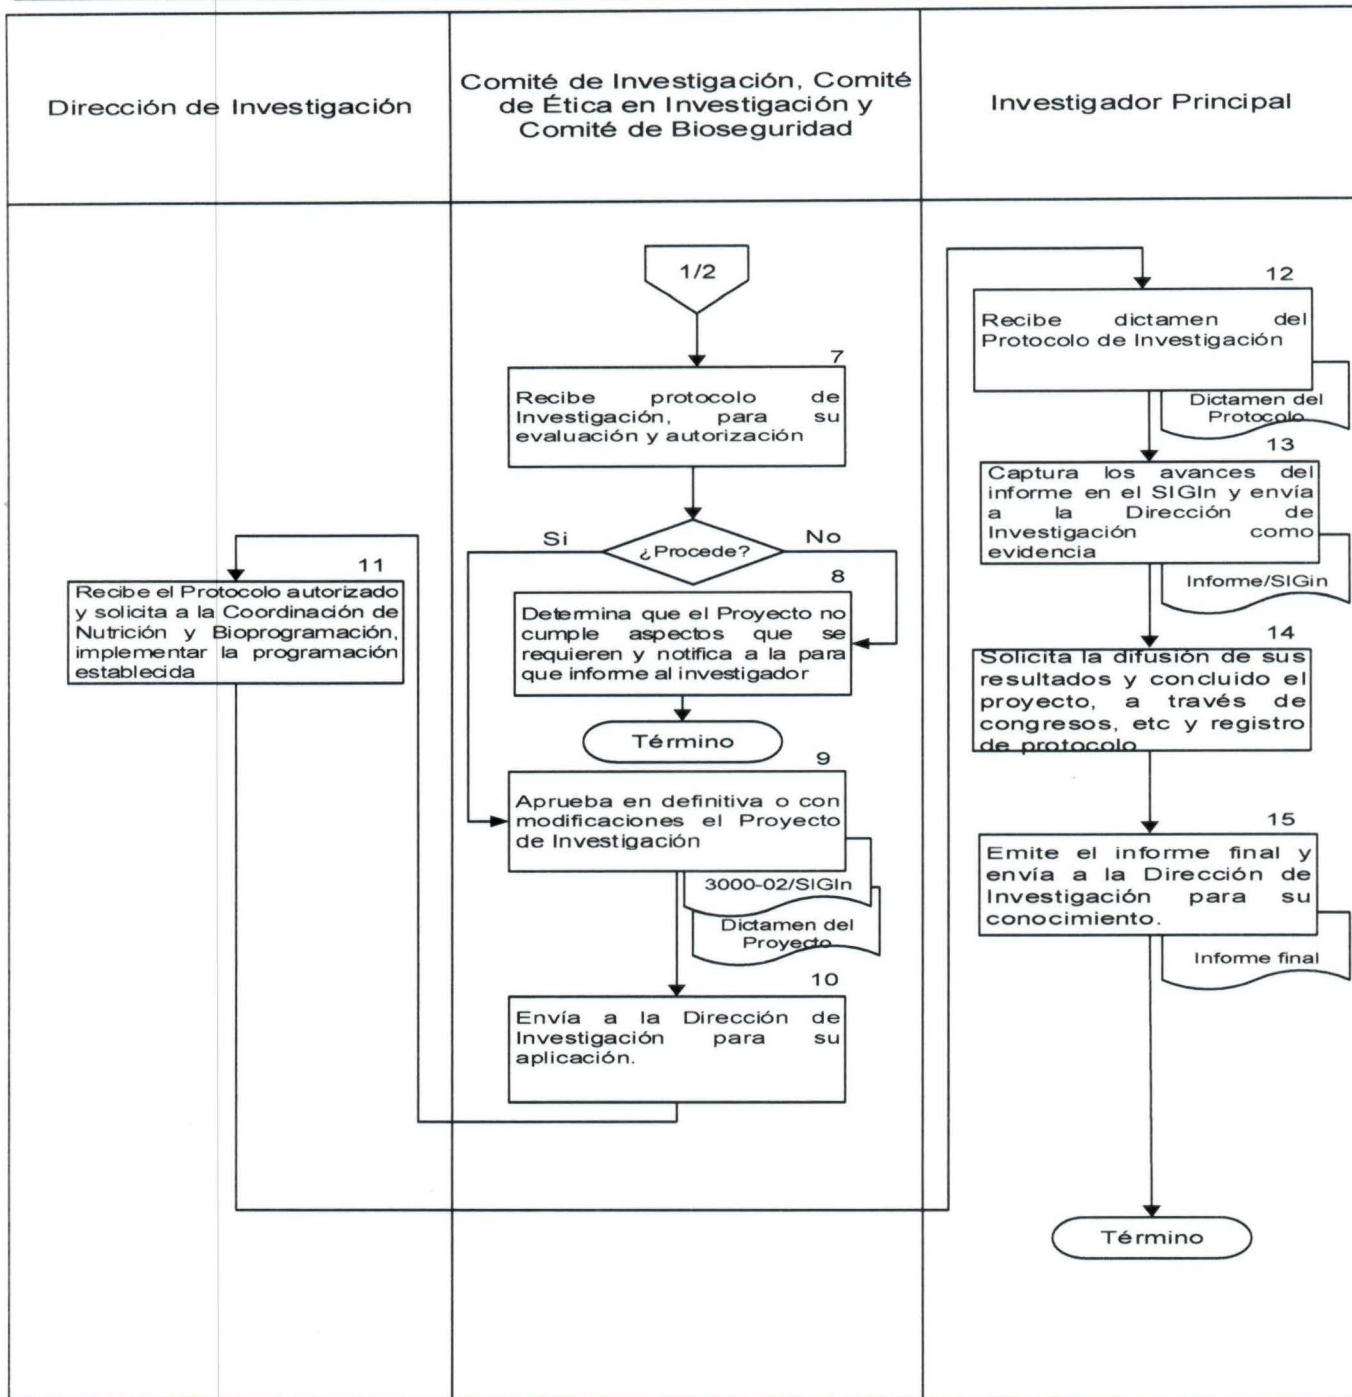 Dirección de Investigación
Comité de Investigación, Comité
de Ética en Investigación y
Comité de Bioseguridad
Investigador Principal
1/2
7
Recibe protocolo de
Investigación, para su
evaluación y autorización
¿Procede?
Si
No
8
Determina que el Proyecto no
cumple aspectos que se
requieren y notifica a la para
que informe al investigador
Término
9
Aprueba en definitiva o con
modificaciones el Proyecto
de Investigación
3000-02/SIGIn
Dictamen del
Proyecto
10
Envía a la Dirección de
Investigación para su
aplicación.
11
Recibe el Protocolo autorizado
y solicita a la Coordinación de
Nutrición y Bioprogramación,
implementar la programación
establecida
12
Recibe dictamen del
Protocolo de Investigación
Dictamen del
Protocolo
13
Captura los avances del
informe en el SIGIn y envía
a la Dirección de
Investigación como
evidencia
Informe/SIGin
14
Solicita la difusión de sus
resultados y concluido el
proyecto, a través de
congresos, etc y registro
de protocolo
15
Emite el informe final y
envía a la Dirección de
Investigación para su
conocimiento.
Informe final
Término